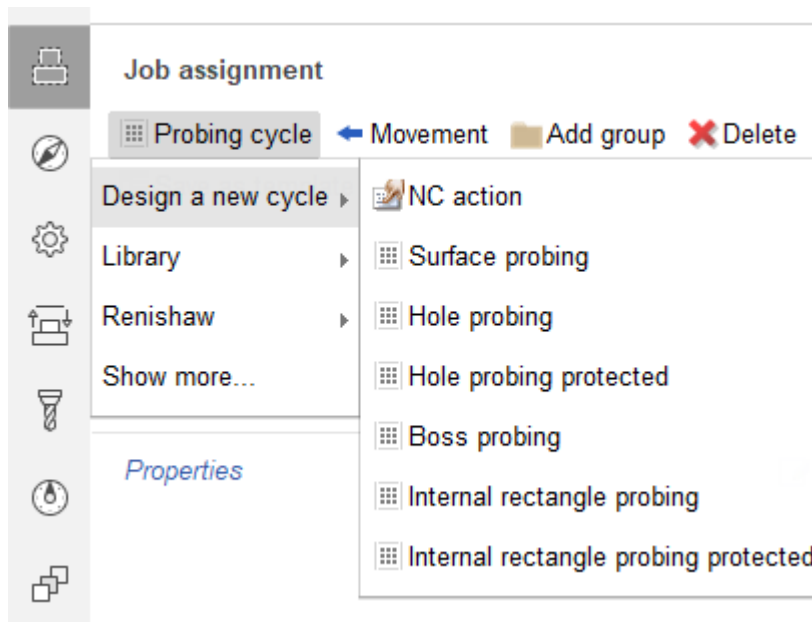 Job assignment
Probing cycle Movement Add group Delete
Design a new cycle NC action
Library Surface probing
Renishaw Hole probing
Show more... Hole probing protected
Boss probing
Properties Internal rectangle probing
Internal rectangle probing protected